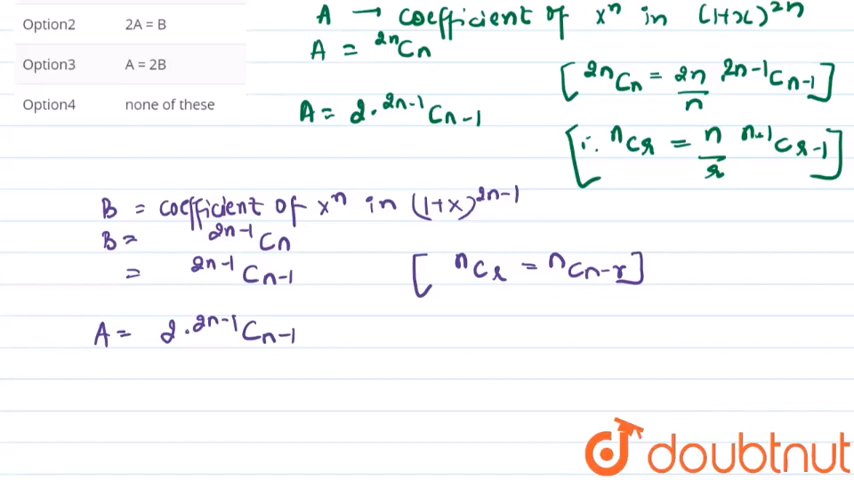 A → coefficient of xⁿ in (1+x)²ⁿ
Option2 2A = B
A = ²ⁿCn
Option3 A = 2B
[ ²ⁿCn = 2n/n ²ⁿ⁻¹Cn-1 ]
Option4 none of these
A = 2.²ⁿ⁻¹Cn-1
[ ∵ ⁿCr = n/r ⁿ⁻¹Cr-1 ]
B = coefficient of xⁿ in (1+x)²ⁿ⁻¹
B = ²ⁿ⁻¹Cn
= ²ⁿ⁻¹Cn-1 [ ⁿCr = ⁿCn-r ]
A = 2.²ⁿ⁻¹Cn-1
doubtnut